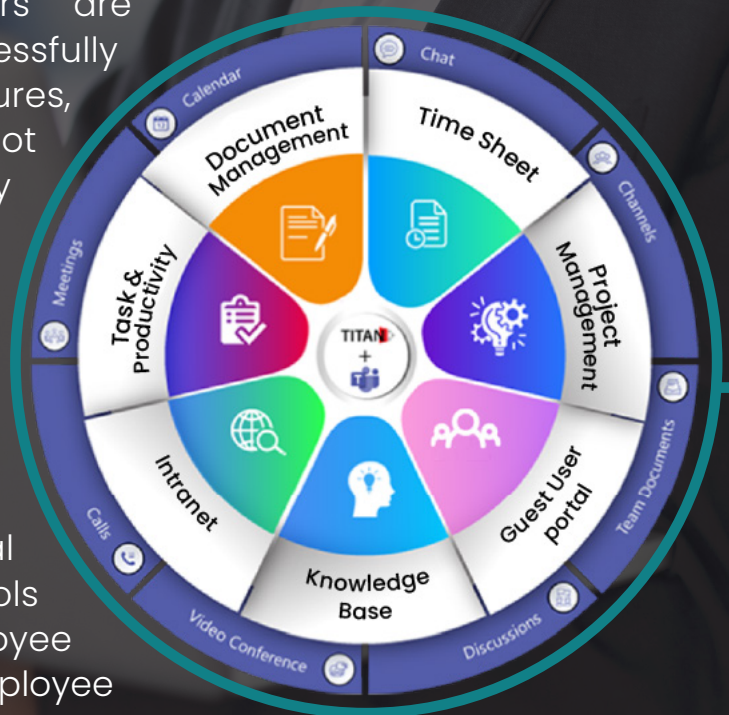 rs are
essfully
ures,
ot
y
al
ols
oyee
ployee
Calendar
Chat
Channels
Team Documents
Discussions
Video Conference
Calls
Meetings
Document
Management
Time Sheet
Project
Management
Guest User
portal
Knowledge
Base
Intranet
Task &
Productivity
TITAN
+